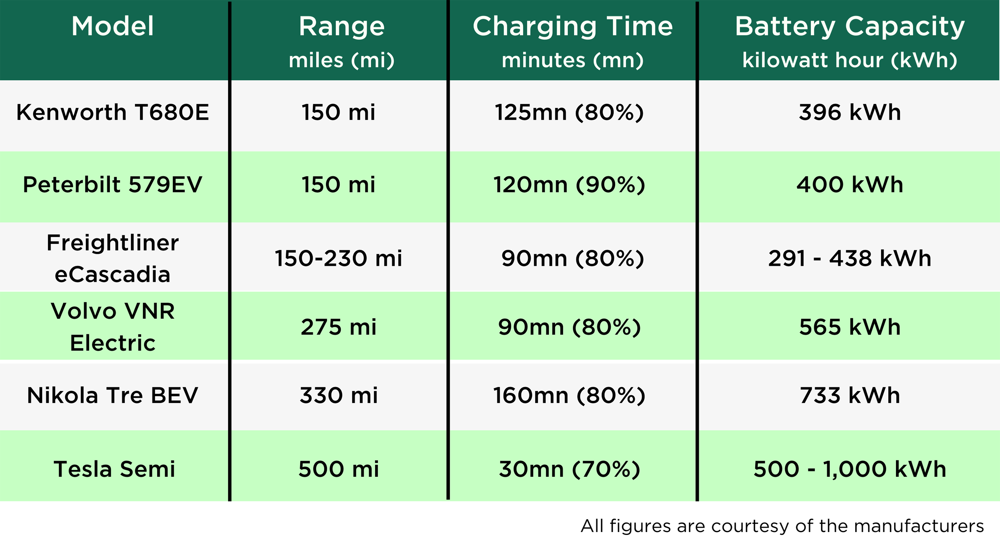 Model Range Charging Time Battery Capacity
miles (mi) minutes (mn) kilowatt hour (kWh)
Kenworth T680E 150 mi 125mn (80%) 396 kWh
Peterbilt 579EV 150 mi 120mn (90%) 400 kWh
Freightliner
eCascadia 150-230 mi 90mn (80%) 291 - 438 kWh
Volvo VNR
Electric 275 mi 90mn (80%) 565 kWh
Nikola Tre BEV 330 mi 160mn (80%) 733 kWh
Tesla Semi 500 mi 30mn (70%) 500 - 1,000 kWh
All figures are courtesy of the manufacturers